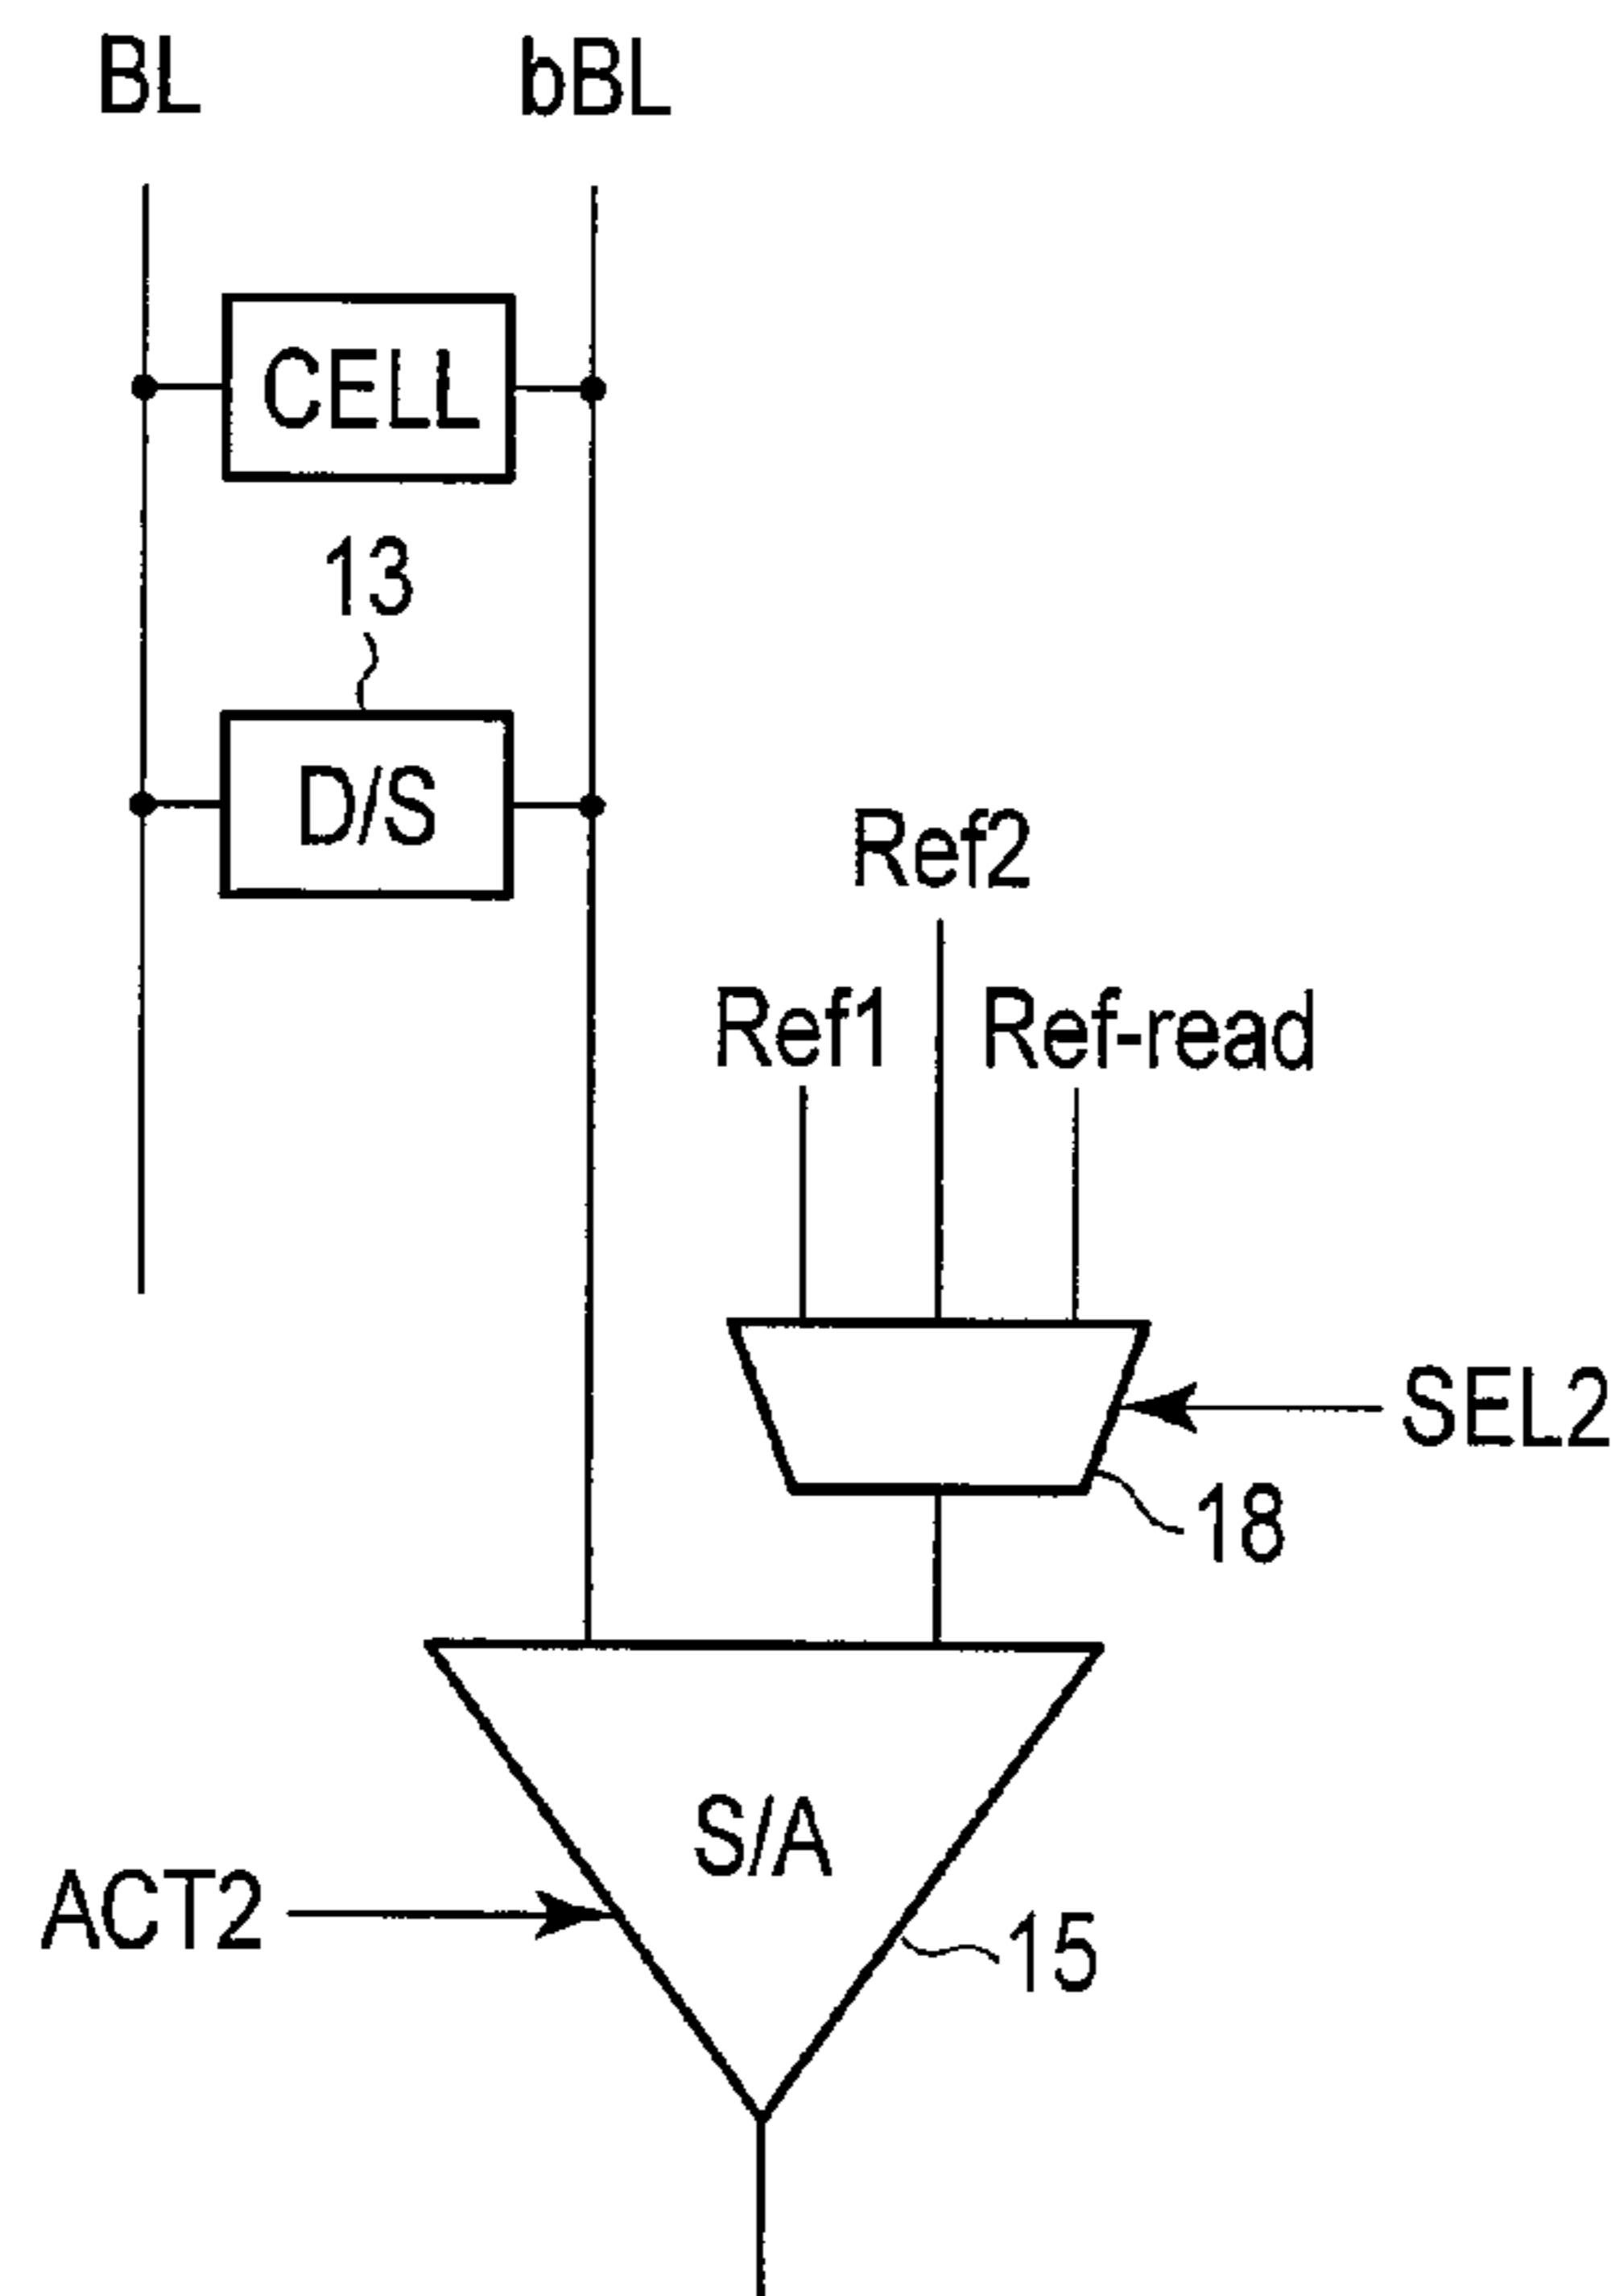 BL
bBL
CELL
13
D/S
Ref2
Ref1
Ref-read
SEL2
18
S/A
ACT2
15